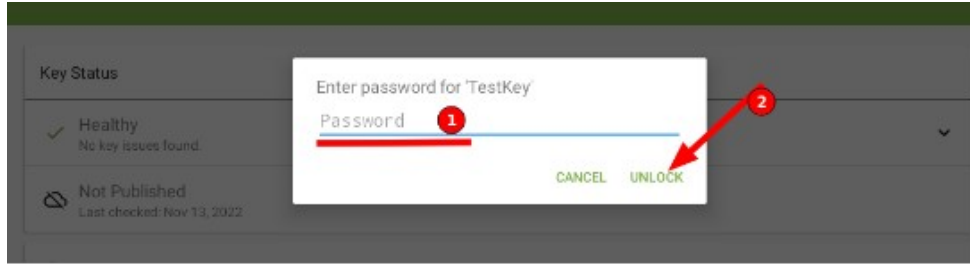 Key Status
Enter password for 'TestKey'
Password 1
2
Healthy
No key issues found.
CANCEL UNLOCK
Not Published
Last checked: Nov 13, 2022